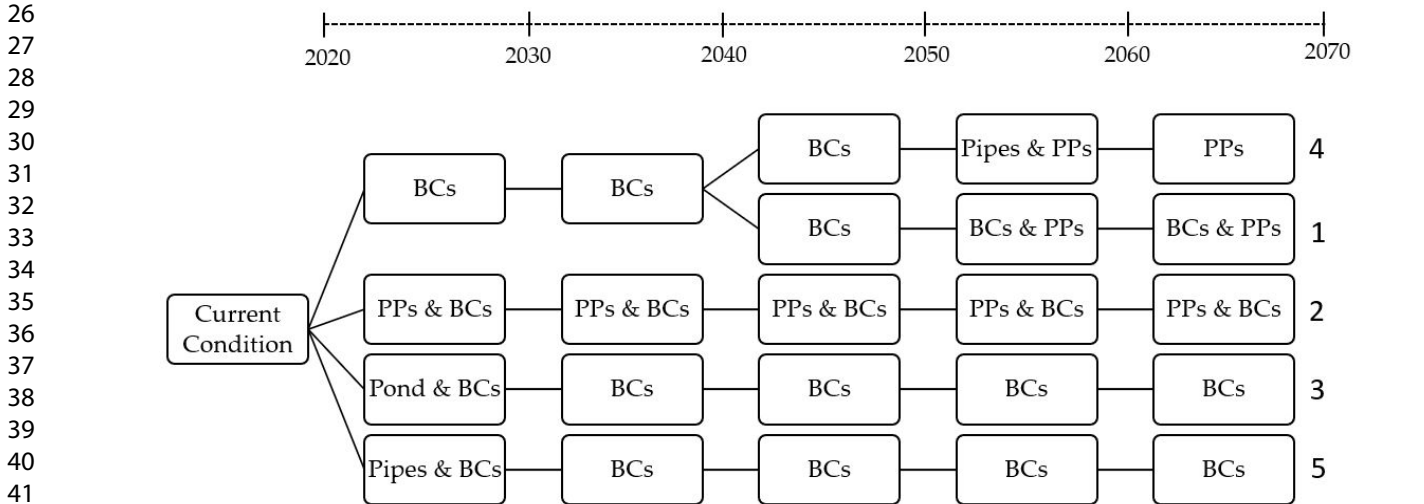 26
2020 2030 2040 2050 2060 2070
27
28
29
BCs Pipes & PPs PPs 4
30
BCs BCs
31
32
BCs BCs & PPs BCs & PPs 1
33
34
PPs & BCs PPs & BCs PPs & BCs PPs & BCs PPs & BCs 2
35
Current
Condition
36
37
Pond & BCs BCs BCs BCs BCs 3
38
39
Pipes & BCs BCs BCs BCs BCs 5
40
41